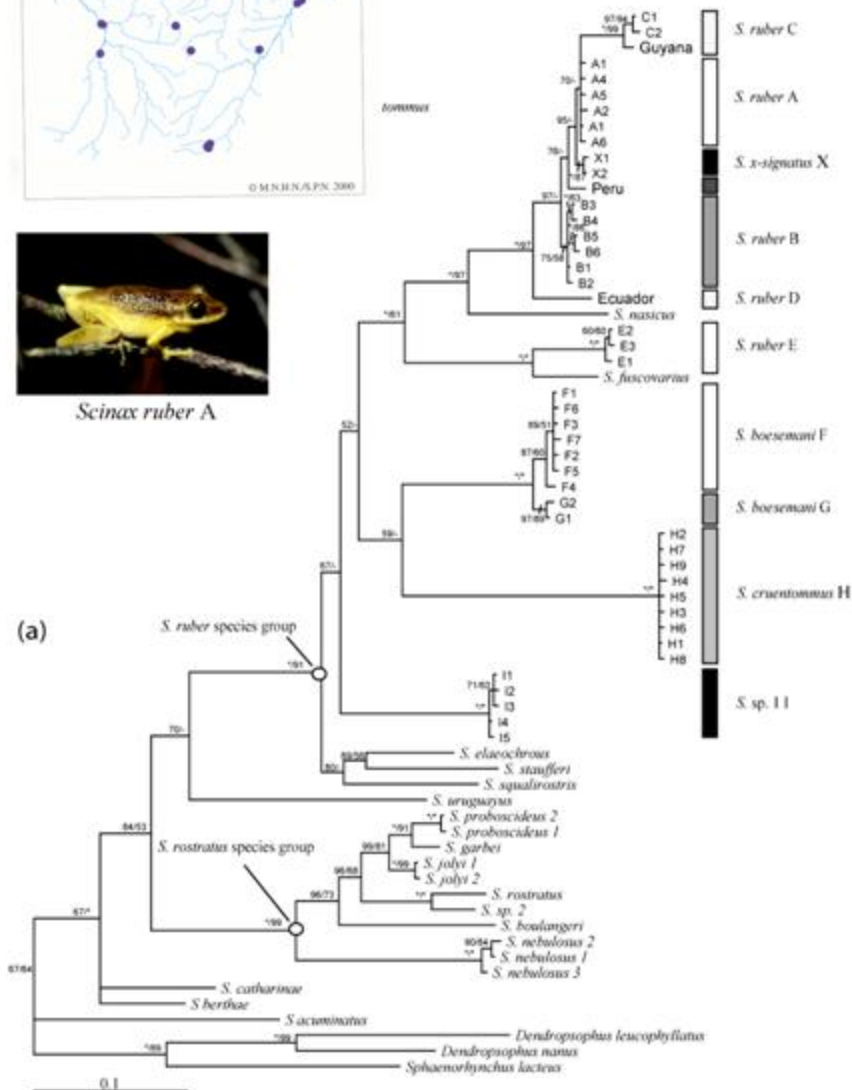 © M.N.H.N./S.P.N. 2000
tommus
Scinax ruber A
(a)
C1
C2
Guyana
S. ruber C
A1
A4
A5
A2
A1
A6
S. ruber A
X1
X2
S. x-signatus X
Peru
B3
B4
B5
B6
B1
B2
S. ruber B
Ecuador
S. ruber D
S. nasicus
E2
E3
E1
S. ruber E
S. fuscovarius
F1
F6
F3
F7
F2
F5
F4
S. boesemani F
G2
G1
S. boesemani G
H2
H7
H9
H4
H5
H3
H6
H1
H8
S. cruentommus H
I1
I2
I3
I4
I5
S. sp. 1 I
97/94
*/99
70/-
95/-
76/-
97/-
*/97
*/97
75/58
*/61
60/60
*/*
52/-
89/51
87/60
*/*
97/89
59/-
*/*
67/-
71/62
*/*
S. ruber species group
*/91
70/-
S. elaeochrous
S. staufferi
S. squalirostris
S. uruguayus
S. rostratus species group
84/53
S. proboscideus 2
S. proboscideus 1
S. garbei
S. jolyi 1
S. jolyi 2
S. rostratus
S. sp. 2
S. boulangeri
S. nebulosus 2
S. nebulosus 1
S. nebulosus 3
*/*
*/91
99/81
*/99
96/68
*/*
96/73
*/99
*/*
67/*
67/64
S. catharinae
S berthae
S acuminatus
Dendropsophus leucophyllatus
Dendropsophus nanus
Sphaenorhynchus lacteus
*/99
*/89
0.1